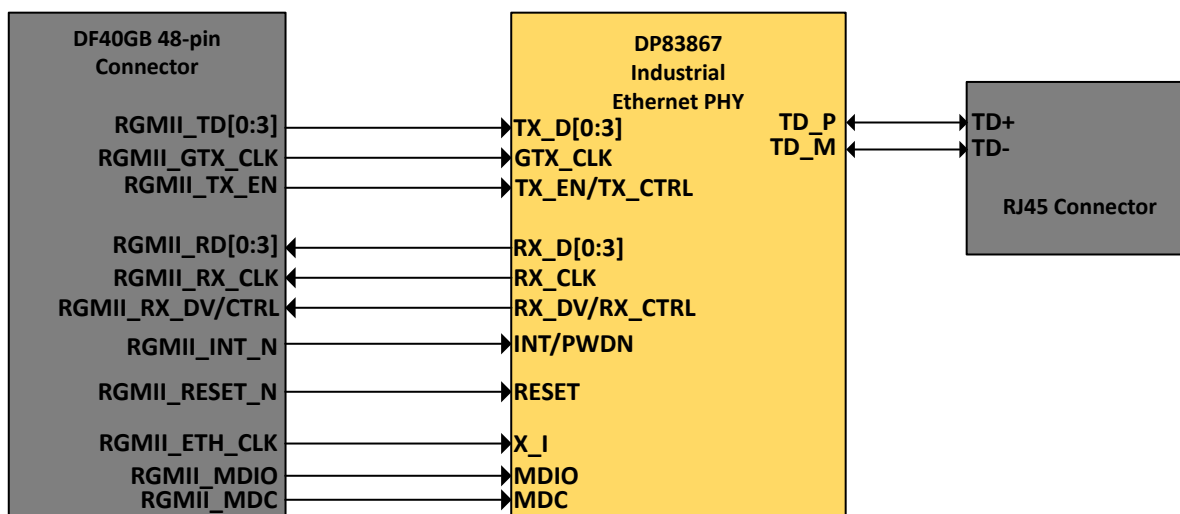 DF40GB 48-pin
Connector
RGMII_TD[0:3]
RGMII_GTX_CLK
RGMII_TX_EN
RGMII_RD[0:3]
RGMII_RX_CLK
RGMII_RX_DV/CTRL
RGMII_INT_N
RGMII_RESET_N
RGMII_ETH_CLK
RGMII_MDIO
RGMII_MDC
DP83867
Industrial
Ethernet PHY
TX_D[0:3]
GTX_CLK
TX_EN/TX_CTRL
RX_D[0:3]
RX_CLK
RX_DV/RX_CTRL
INT/PWDN
RESET
X_I
MDIO
MDC
TD_P
TD_M
TD+
TD-
RJ45 Connector